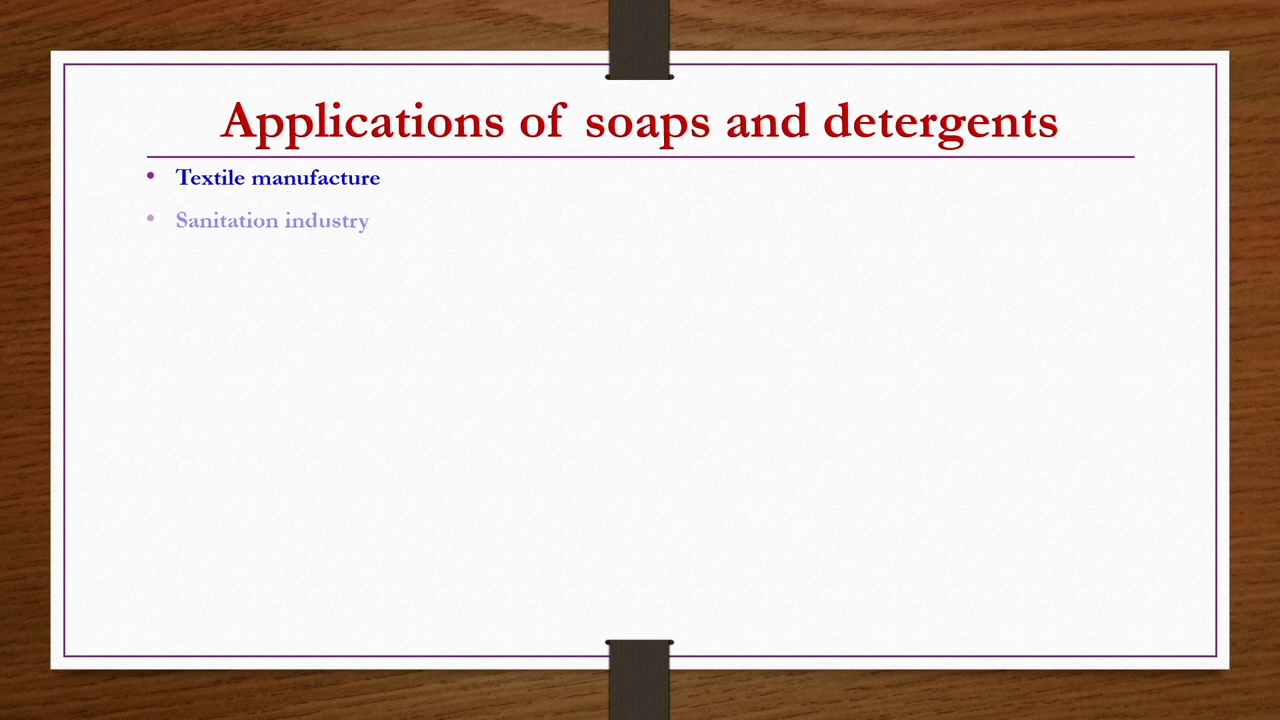 Applications of soaps and detergents
• Textile manufacture
• Sanitation industry